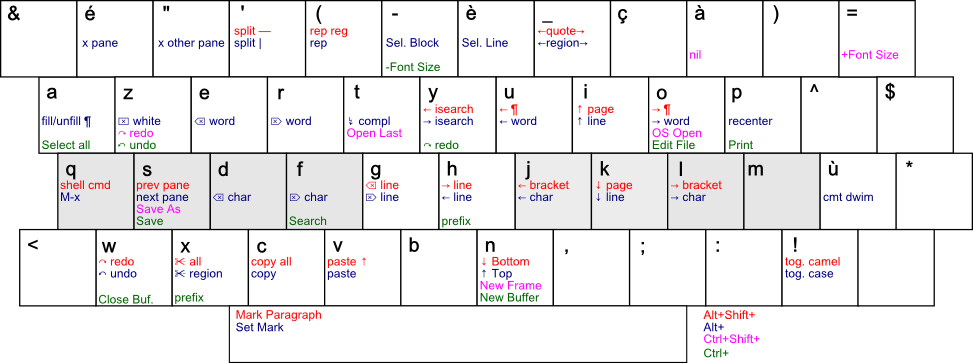 & é " ' ( - è _ ç à ) =
split — rep reg ←quote→
x pane x other pane split | rep Sel. Block Sel. Line ←region→
nil +Font Size
-Font Size
a z e r t y u i o p ^ $
← isearch ← ¶ ↑ page → ¶
fill/unfill ¶ ⌦ white ⌫ word ⌦ word ↯ compl → isearch ← word ↑ line → word recenter
↷ redo Open Last OS Open
Select all ↶ undo ↷ redo Edit File Print
q s d f g h j k l m ù *
shell cmd prev pane ⌫ line → line ← bracket ↓ page → bracket
M-x next pane ⌫ char ⌦ char ⌦ line ← line ← char ↓ line → char cmt dwim
Save As
Save Search prefix
< w x c v b n , ; : !
↷ redo ✂ all copy all paste ↑ ↓ Bottom tog. camel
↶ undo ✂ region copy paste ↑ Top tog. case
New Frame
Close Buf. prefix New Buffer
Mark Paragraph Alt+Shift+
Set Mark Alt+
Ctrl+Shift+
Ctrl+